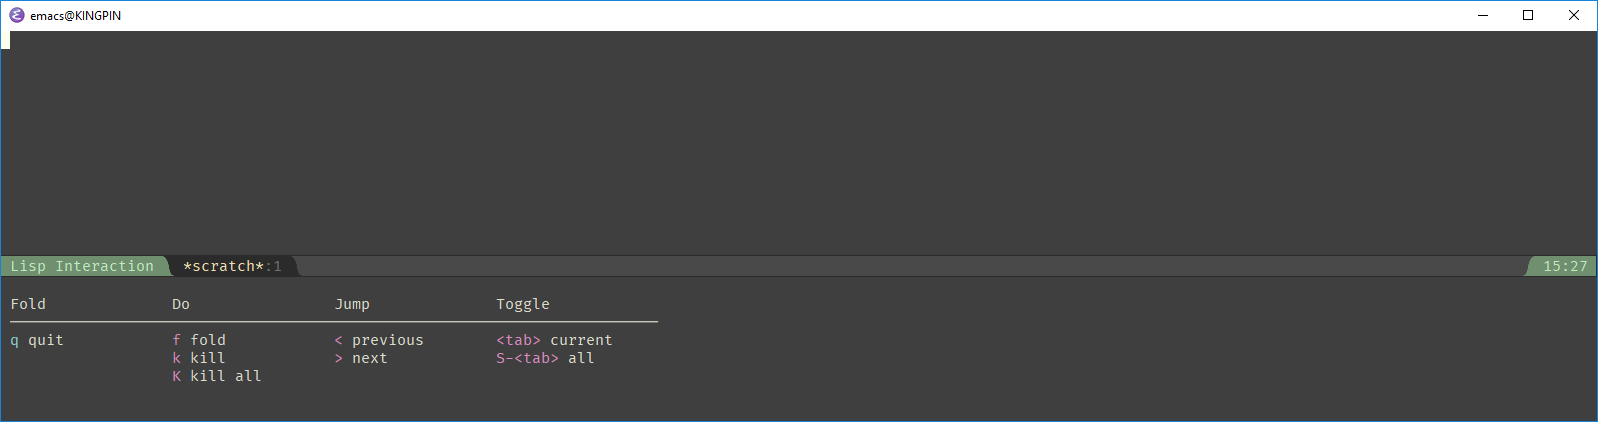 emacs@KINGPIN
Lisp Interaction *scratch*:1 15:27
Fold Do Jump Toggle
q quit f fold < previous <tab> current
k kill > next S-<tab> all
K kill all